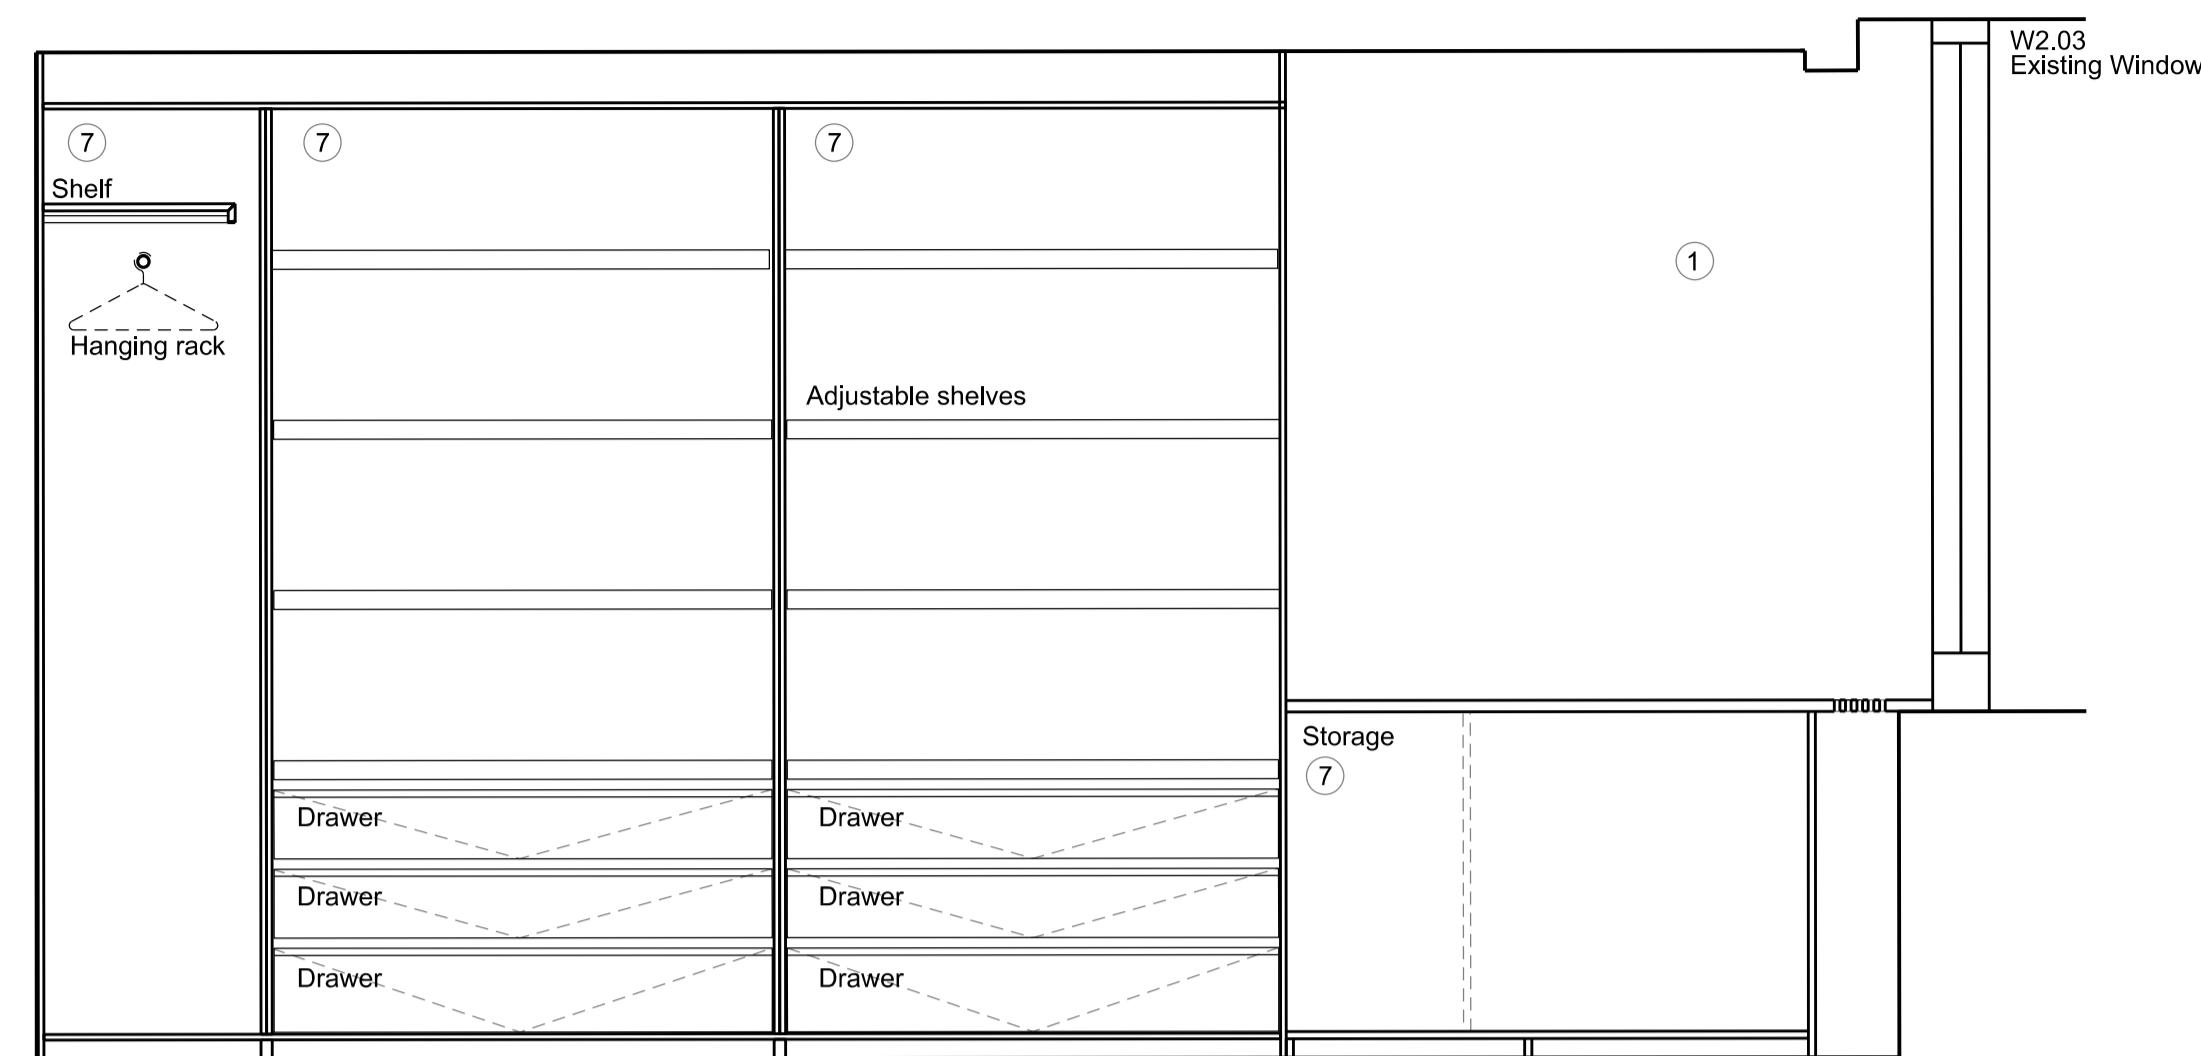 W2.03
Existing Window
7
7
7
Shelf
1
Hanging rack
Adjustable shelves
Storage
7
Drawer
Drawer
Drawer
Drawer
Drawer
Drawer